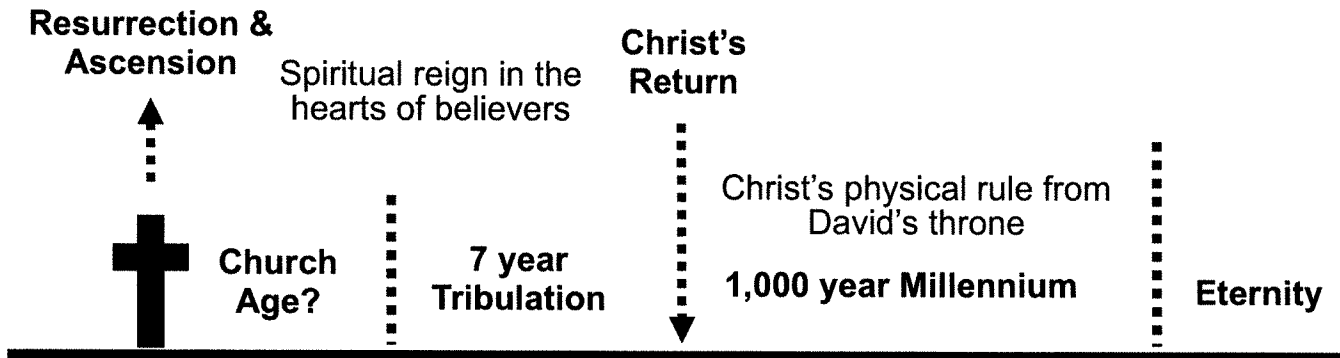 Resurrection &
Ascension
Spiritual reign in the
hearts of believers
Christ's
Return
Church
Age?
7 year
Tribulation
Christ's physical rule from
David's throne
1,000 year Millennium
Eternity